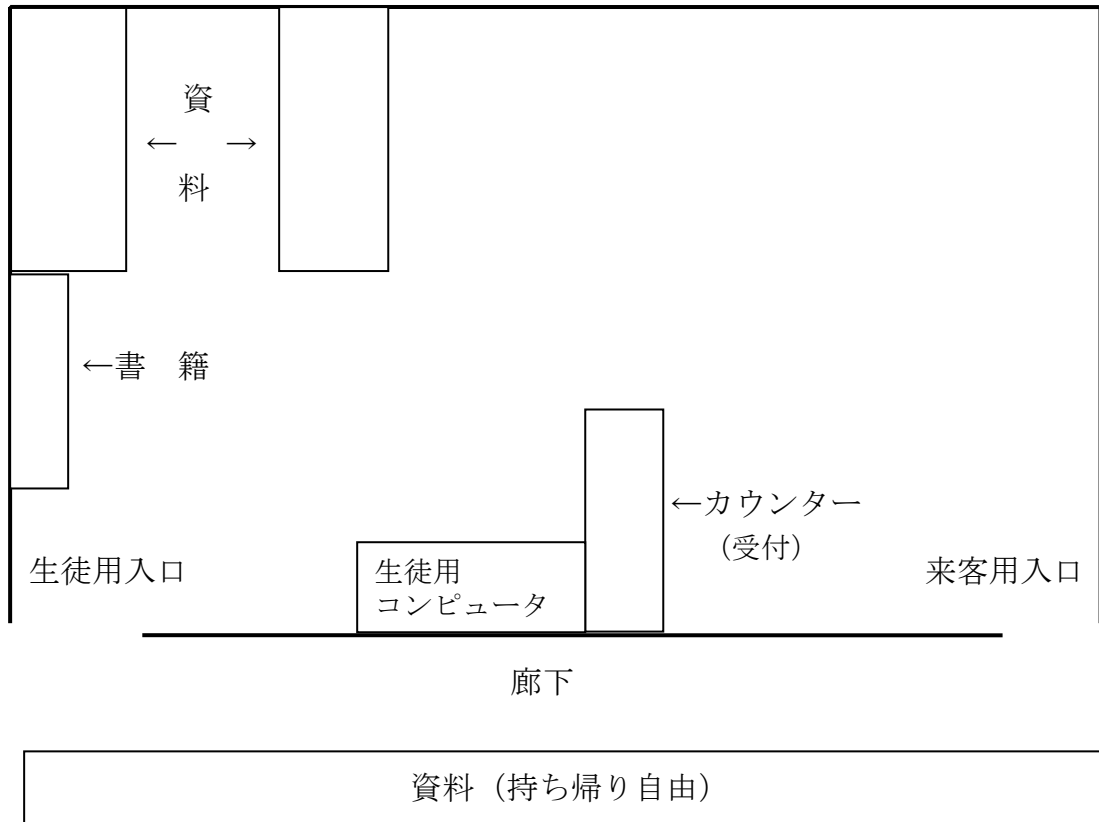 資
← →
料
←書 籍
←カウンター
(受付)
生徒用入口
生徒用
コンピュータ
来客用入口
廊下
資料（持ち帰り自由）